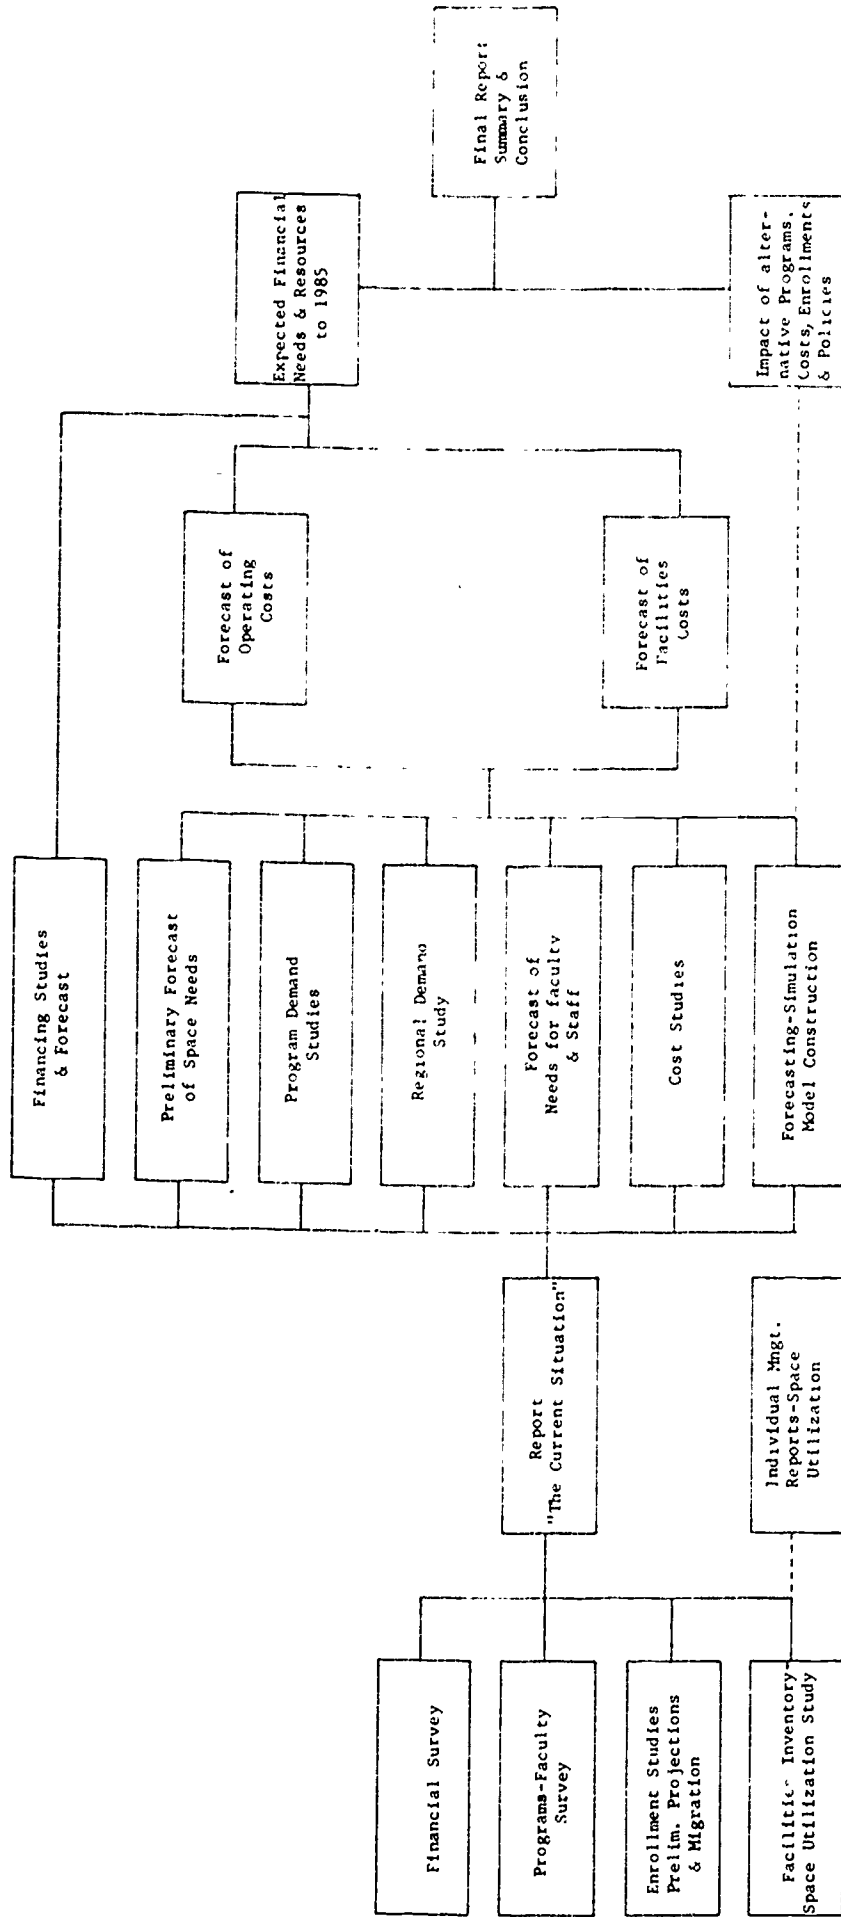 Financial Survey
Programs-Faculty
Survey
Enrollment Studies
Prelim. Projections
& Migration
Facilities Inventory
Space Utilization Study
Report
"The Current Situation"
Individual Mngt.
Reports-Space
Utilization
Financing Studies
& Forecast
Preliminary Forecast
of Space Needs
Program Demand
Studies
Regional Demand
Study
Forecast of
Needs for faculty
& Staff
Cost Studies
Forecasting-Simulation
Model Construction
Forecast of
Operating
Costs
Forecast of
Facilities
Costs
Expected Financial
Needs & Resources
to 1985
Impact of alter-
native Programs,
Costs, Enrollments
& Policies
Final Report
Summary &
Conclusion